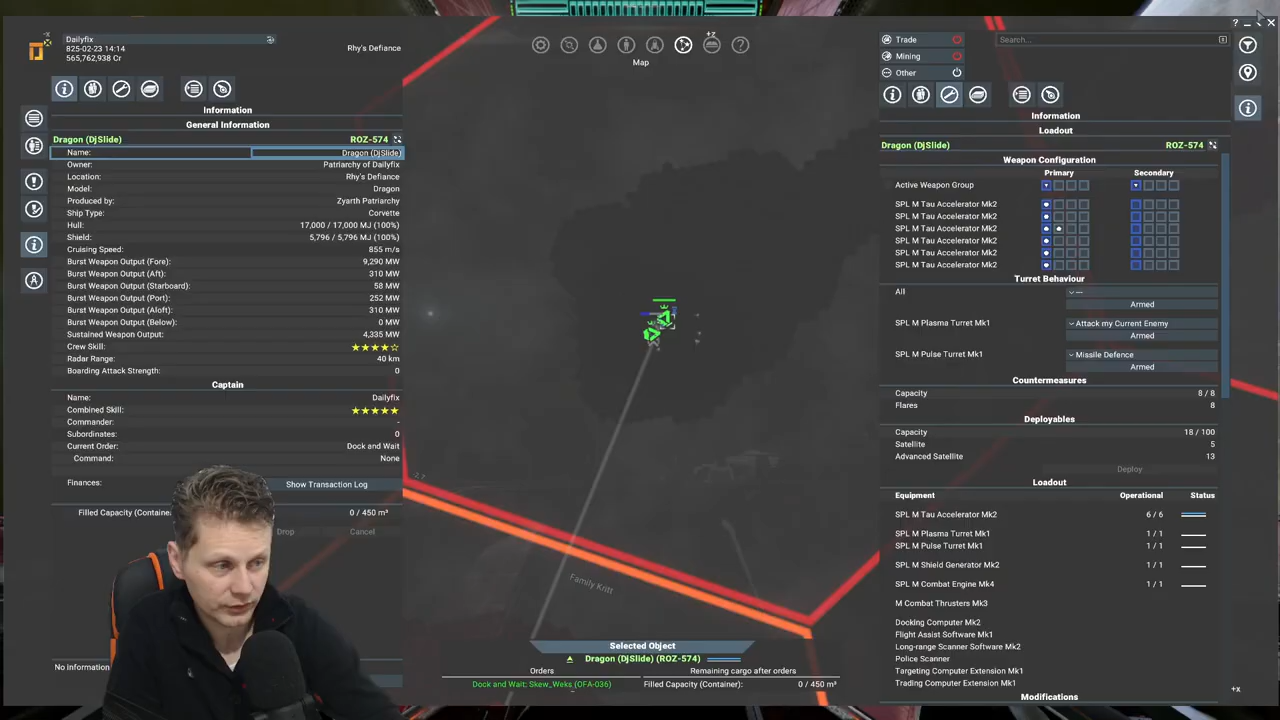 Dailyfix
825-02-23 14:14
565,762,938 Cr
Rhy's Defiance
Information
General Information
Dragon (DjSlide) ROZ-574
Name: Dragon (DjSlide)
Owner: Patriarchy of Dailyfix
Location: Rhy's Defiance
Model: Dragon
Produced by: Zyarth Patriarchy
Ship Type: Corvette
Hull: 17,000 / 17,000 MJ (100%)
Shield: 5,796 / 5,796 MJ (100%)
Cruising Speed: 855 m/s
Burst Weapon Output (Fore): 9,290 MW
Burst Weapon Output (Aft): 310 MW
Burst Weapon Output (Starboard): 58 MW
Burst Weapon Output (Port): 252 MW
Burst Weapon Output (Aloft): 310 MW
Burst Weapon Output (Below): 0 MW
Sustained Weapon Output: 4,335 MW
Crew Skill: ★★★★☆
Radar Range: 40 km
Boarding Attack Strength: 0
Captain
Name: Dailyfix
Combined Skill: ★★★★★
Commander: -
Subordinates: 0
Current Order: Dock and Wait
Command: None
Finances: Show Transaction Log
Filled Capacity (Container 0 / 450 m³
Drop Cancel
No Information
+z
Map
Family Kritt
Selected Object
Dragon (DjSlide) (ROZ-574)
Orders Remaining cargo after orders
Dock and Wait: Skew_Weks (OFA-036) Filled Capacity (Container): 0 / 450 m³
Trade
Mining
Other
Search...
Information
Loadout
Dragon (DjSlide) ROZ-574
Weapon Configuration
Primary Secondary
Active Weapon Group
SPL M Tau Accelerator Mk2
SPL M Tau Accelerator Mk2
SPL M Tau Accelerator Mk2
SPL M Tau Accelerator Mk2
SPL M Tau Accelerator Mk2
SPL M Tau Accelerator Mk2
Turret Behaviour
All ---
Armed
SPL M Plasma Turret Mk1 Attack my Current Enemy
Armed
SPL M Pulse Turret Mk1 Missile Defence
Armed
Countermeasures
Capacity 8 / 8
Flares 8
Deployables
Capacity 18 / 100
Satellite 5
Advanced Satellite 13
Deploy
Loadout
Equipment Operational Status
SPL M Tau Accelerator Mk2 6 / 6
SPL M Plasma Turret Mk1 1 / 1
SPL M Pulse Turret Mk1 1 / 1
SPL M Shield Generator Mk2 1 / 1
SPL M Combat Engine Mk4 1 / 1
M Combat Thrusters Mk3
Docking Computer Mk2
Flight Assist Software Mk1
Long-range Scanner Software Mk2
Police Scanner
Targeting Computer Extension Mk1
Trading Computer Extension Mk1
Modifications
+x